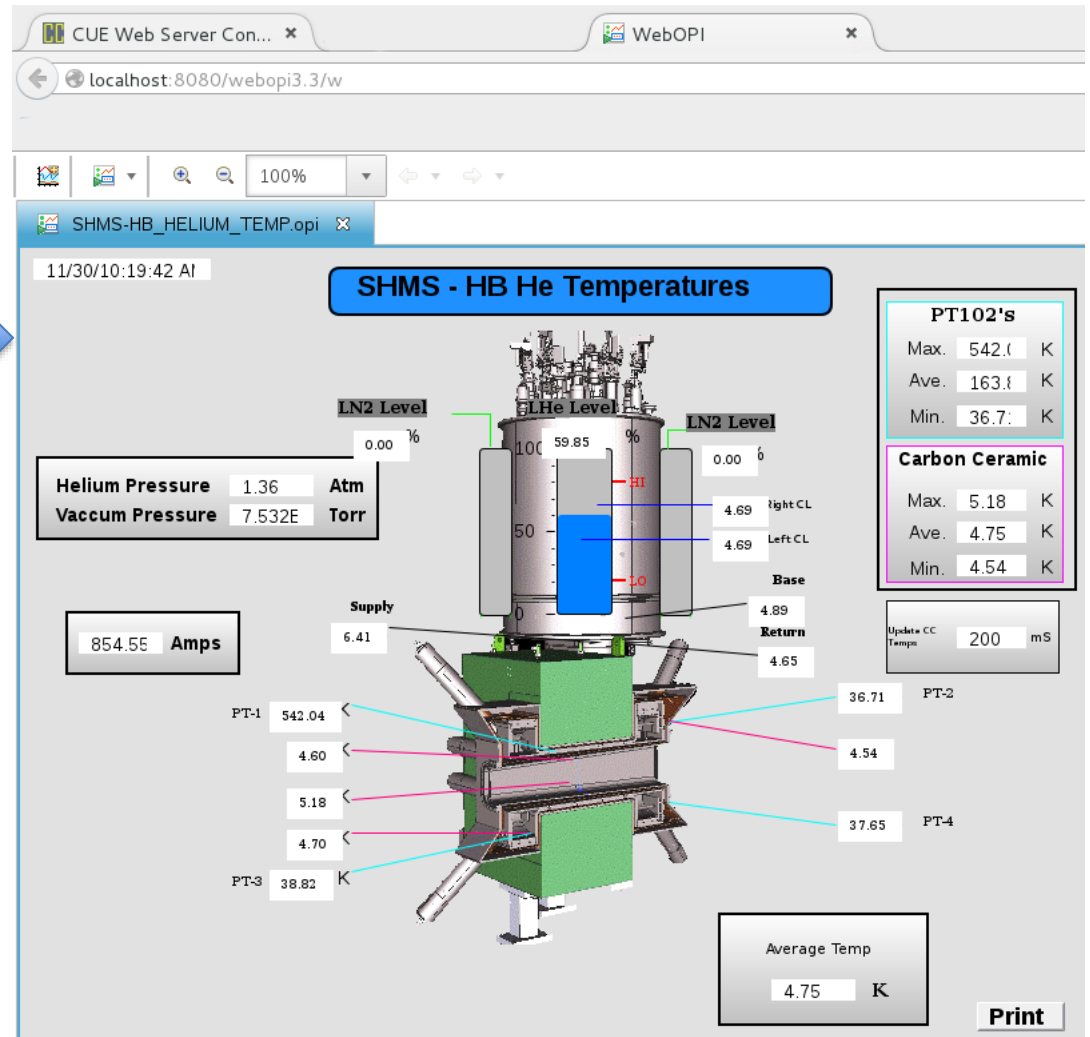 CUE Web Server Con... ×
WebOPI ×
localhost:8080/webopi3.3/w
100%
SHMS-HB_HELIUM_TEMP.opi
11/30/10:19:42
SHMS - HB He Temperatures
PT102's
Max. 542.( K
Ave. 163.8 K
Min. 36.71 K
Carbon Ceramic
Max. 5.18 K
Ave. 4.75 K
Min. 4.54 K
Update CC Temps 200 mS
LN2 Level
0.00 %
LHe Level
59.85 %
LN2 Level
0.00
100
50
0
HI
LO
Helium Pressure 1.36 Atm
Vaccum Pressure 7.532E Torr
4.69 Right CL
4.69 Left CL
Base
4.89
Return
4.65
Supply
6.41
854.55 Amps
PT-1 542.04 K
4.60 K
5.18 K
4.70 K
PT-3 38.82 K
36.71 PT-2
4.54
37.65 PT-4
Average Temp
4.75 K
Print